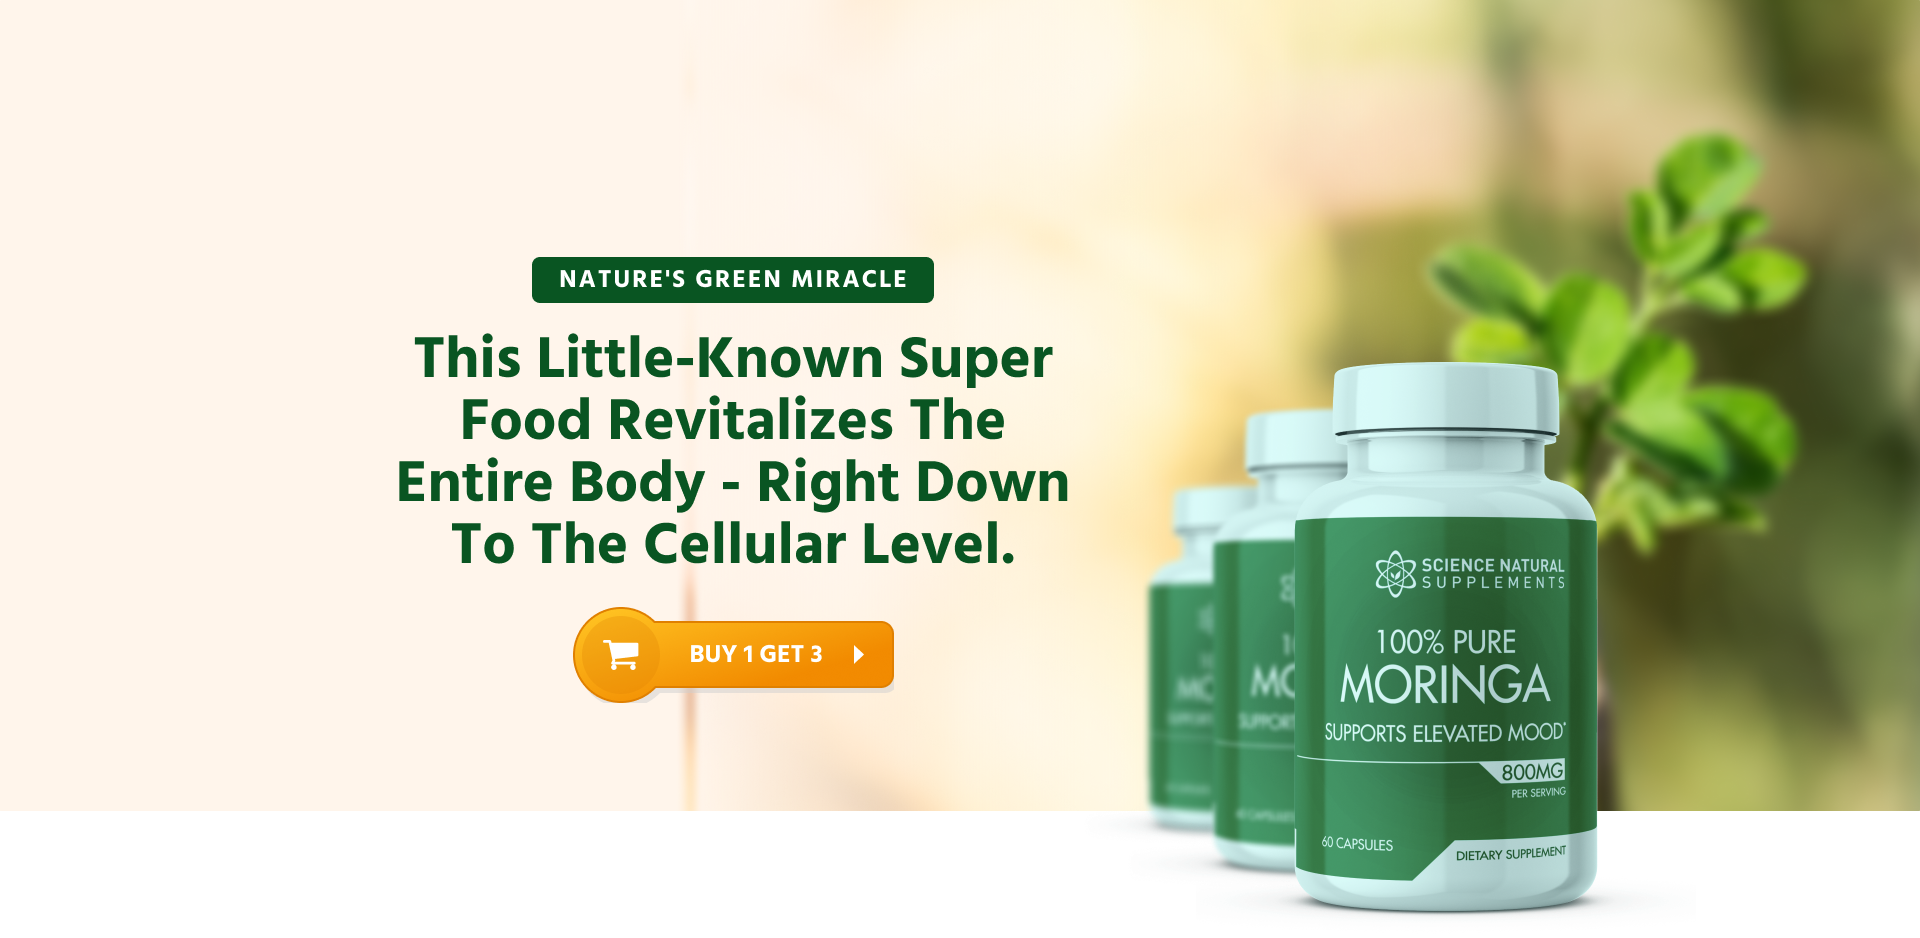 NATURE'S GREEN MIRACLE
This Little-Known Super
Food Revitalizes The
Entire Body - Right Down
To The Cellular Level.
BUY 1 GET 3
SCIENCE NATURAL
SUPPLEMENTS
100% PURE
MORINGA
SUPPORTS ELEVATED MOOD*
800MG
PER SERVING
60 CAPSULES
DIETARY SUPPLEMENT